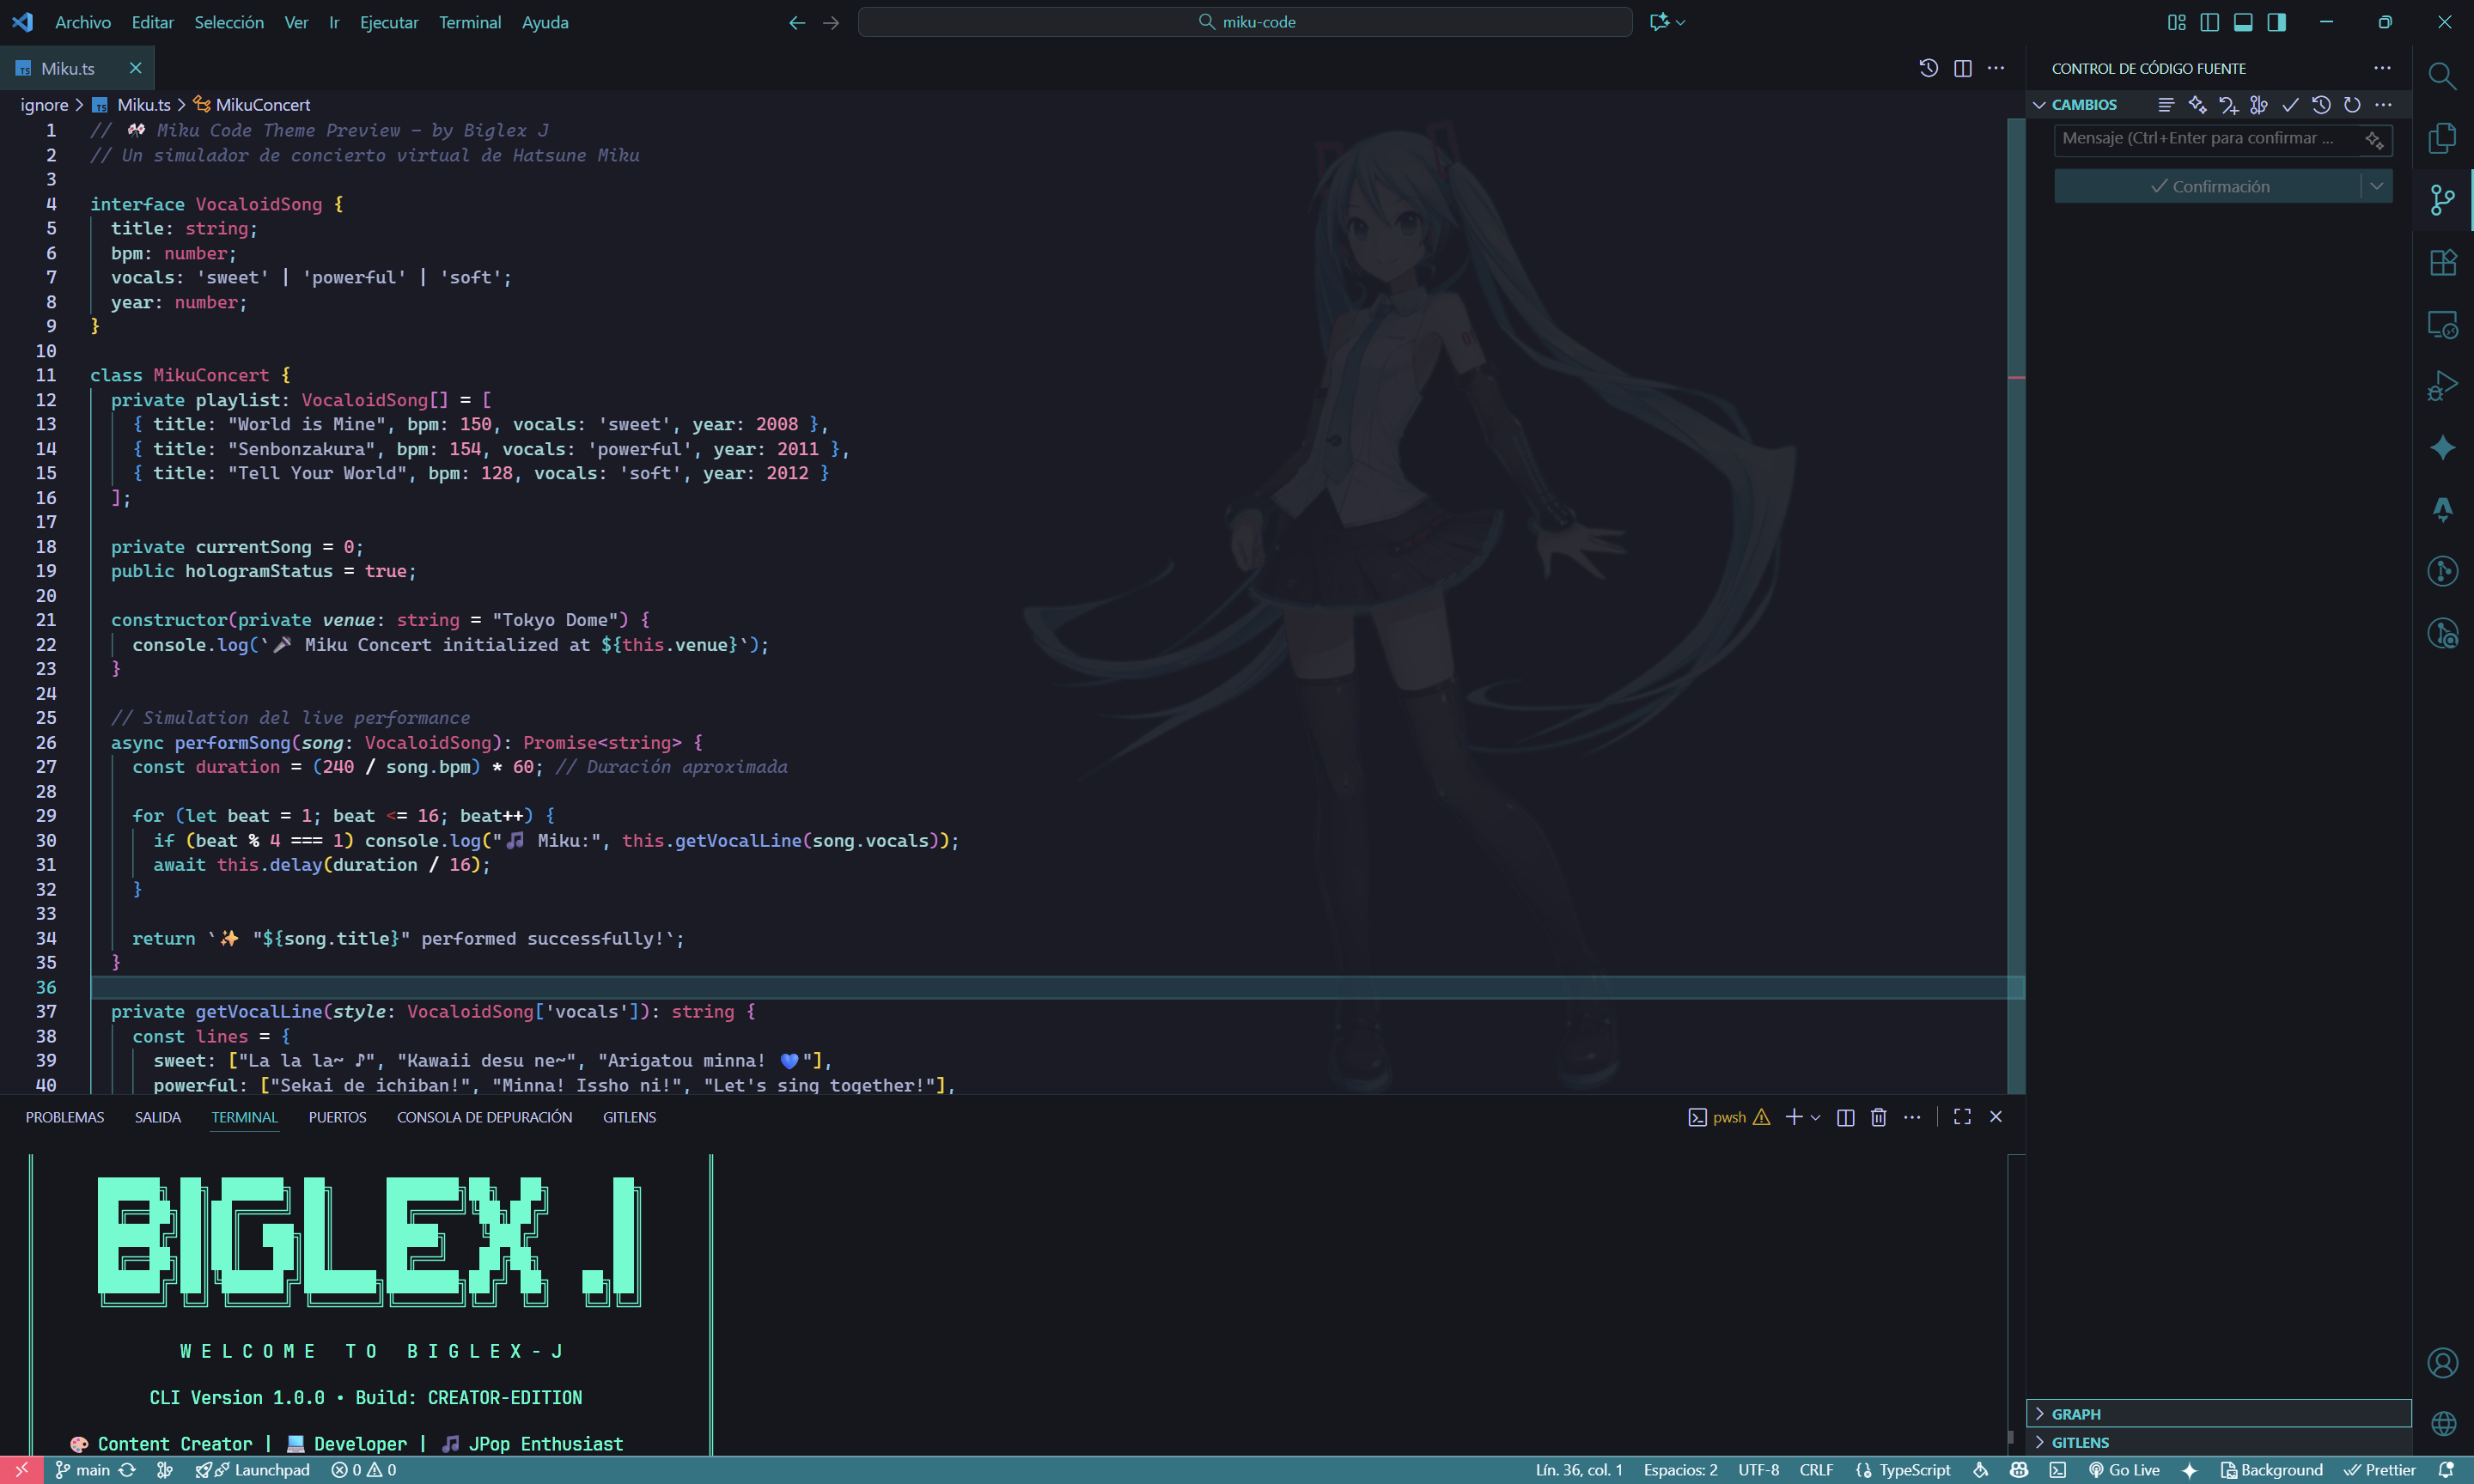 Archivo Editar Selección Ver Ir Ejecutar Terminal Ayuda
miku-code
Miku.ts
ignore > Miku.ts > MikuConcert
1 // 🎀 Miku Code Theme Preview - by Biglex J
2 // Un simulador de concierto virtual de Hatsune Miku
3
4 interface VocaloidSong {
5 title: string;
6 bpm: number;
7 vocals: 'sweet' | 'powerful' | 'soft';
8 year: number;
9 }
10
11 class MikuConcert {
12 private playlist: VocaloidSong[] = [
13 { title: "World is Mine", bpm: 150, vocals: 'sweet', year: 2008 },
14 { title: "Senbonzakura", bpm: 154, vocals: 'powerful', year: 2011 },
15 { title: "Tell Your World", bpm: 128, vocals: 'soft', year: 2012 }
16 ];
17
18 private currentSong = 0;
19 public hologramStatus = true;
20
21 constructor(private venue: string = "Tokyo Dome") {
22 console.log(`🎤 Miku Concert initialized at ${this.venue}`);
23 }
24
25 // Simulation del live performance
26 async performSong(song: VocaloidSong): Promise<string> {
27 const duration = (240 / song.bpm) * 60; // Duración aproximada
28
29 for (let beat = 1; beat <= 16; beat++) {
30 if (beat % 4 === 1) console.log("🎵 Miku:", this.getVocalLine(song.vocals));
31 await this.delay(duration / 16);
32 }
33
34 return `✨ "${song.title}" performed successfully!`;
35 }
36
37 private getVocalLine(style: VocaloidSong['vocals']): string {
38 const lines = {
39 sweet: ["La la la~ ♪", "Kawaii desu ne~", "Arigatou minna! 💙"],
40 powerful: ["Sekai de ichiban!", "Minna! Issho ni!", "Let's sing together!"],
01
CONTROL DE CÓDIGO FUENTE
CAMBIOS
Mensaje (Ctrl+Enter para confirmar ...
Confirmación
GRAPH
GITLENS
PROBLEMAS SALIDA TERMINAL PUERTOS CONSOLA DE DEPURACIÓN GITLENS
pwsh
BIGLEX J
WELCOME TO BIGLEX-J
CLI Version 1.0.0 • Build: CREATOR-EDITION
🎨 Content Creator | 💻 Developer | 🎵 JPop Enthusiast
main Launchpad 0 0
Lín. 36, col. 1 Espacios: 2 UTF-8 CRLF TypeScript Go Live Background Prettier